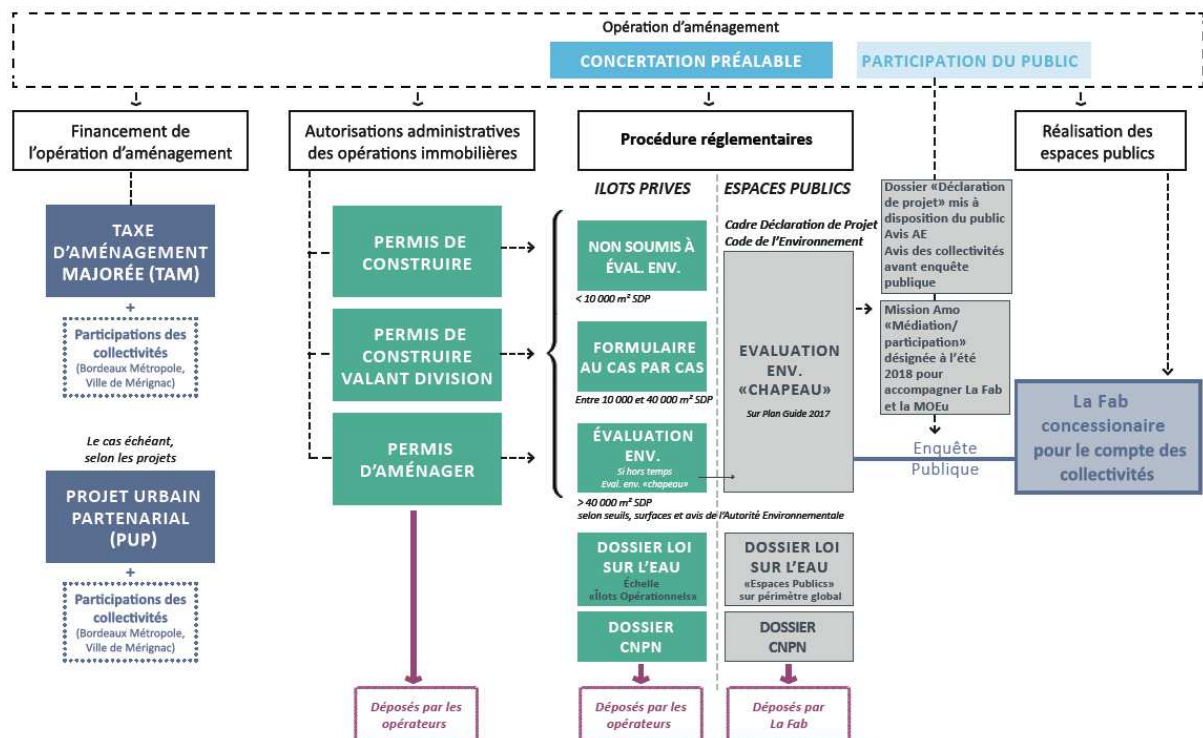 Opération d'aménagement
CONCERTATION PRÉALABLE
PARTICIPATION DU PUBLIC
Financement de
l'opération d'aménagement
Autorisations administratives
des opérations immobilières
Procédure réglementaires
Réalisation des
espaces publics
TAXE
D'AMÉNAGEMENT
MAJORÉE (TAM)
+
Participations des
collectivités
(Bordeaux Métropole,
Ville de Mérignac)
Le cas échéant,
selon les projets
PROJET URBAIN
PARTENARIAL
(PUP)
+
Participations des
collectivités
(Bordeaux Métropole,
Ville de Mérignac)
PERMIS DE
CONSTRUIRE
PERMIS DE
CONSTRUIRE
VALANT DIVISION
PERMIS
D'AMÉNAGER
Déposés par les
opérateurs
ILOTS PRIVES
NON SOUMIS À
ÉVAL. ENV.
< 10 000 m² SDP
FORMULAIRE
AU CAS PAR CAS
Entre 10 000 et 40 000 m² SDP
ÉVALUATION
ENV.
Si hors temps
Eval. env. «chapeau»
> 40 000 m² SDP
selon seuils, surfaces et avis de l'Autorité Environnementale
DOSSIER LOI
SUR L'EAU
Échelle
«Îlots Opérationnels»
DOSSIER
CNPN
Déposés par les
opérateurs
ESPACES PUBLICS
Cadre Déclaration de Projet
Code de l'Environnement
EVALUATION
ENV.
«CHAPEAU»
Sur Plan Guide 2017
DOSSIER LOI
SUR L'EAU
«Espaces Publics»
sur périmètre global
DOSSIER
CNPN
Déposés par
La Fab
Dossier «Déclaration
de projet» mis à
disposition du public
Avis AE
Avis des collectivités
avant enquête
publique
Mission Amo
«Médiation/
participation»
désignée à l'été
2018 pour
accompagner La Fab
et la MOEu
Enquête
Publique
La Fab
concessionaire
pour le compte des
collectivités